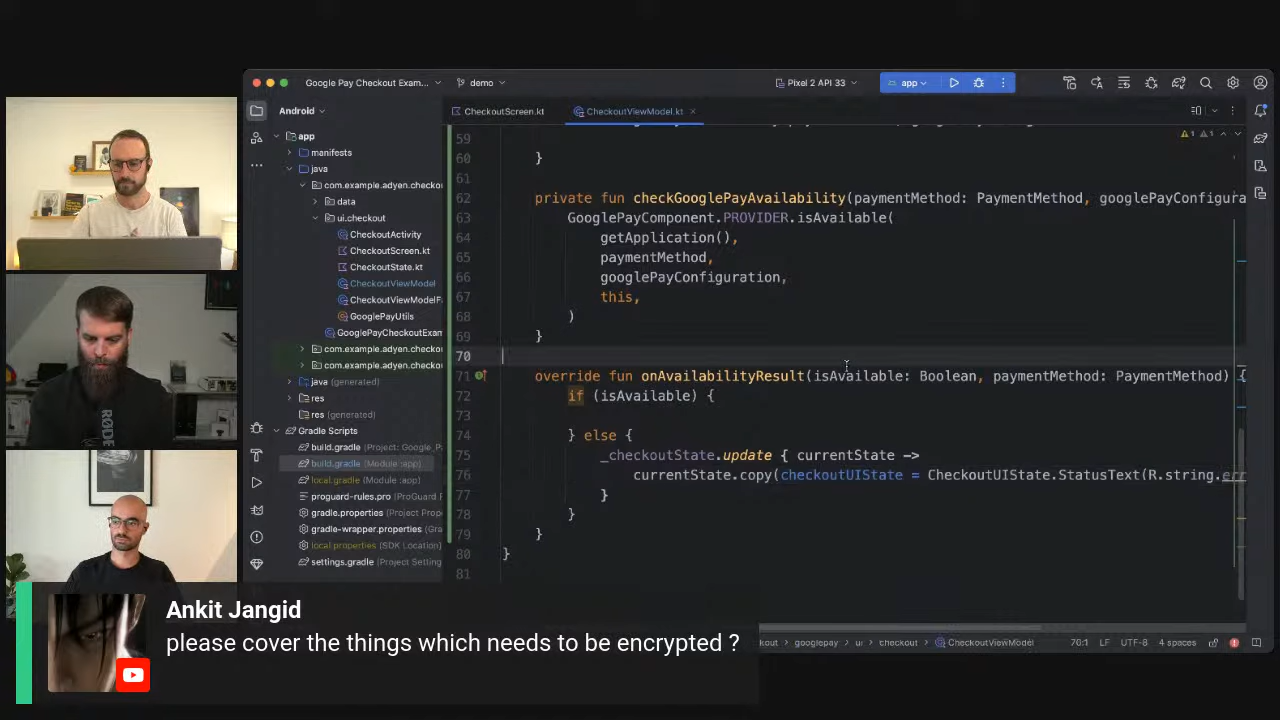 Google Pay Checkout Exam...
demo
Pixel 2 API 33
app
Android
CheckoutScreen.kt
CheckoutViewModel.kt
app
manifests
java
com.example.adyen.checko
data
ui.checkout
CheckoutActivity
CheckoutScreen.kt
CheckoutState.kt
CheckoutViewModel
CheckoutViewModelF
GooglePayUtils
GooglePayCheckoutExam
com.example.adyen.checko
com.example.adyen.checko
java (generated)
res
res (generated)
Gradle Scripts
build.gradle (Project: Google_P
build.gradle (Module :app)
local.gradle (Module :app)
proguard-rules.pro (ProGuard
gradle.properties (Project Prop
gradle-wrapper.properties (Gra
local.properties (SDK Location)
settings.gradle (Project Setting
1 1
59
60 }
61
62 private fun checkGooglePayAvailability(paymentMethod: PaymentMethod, googlePayConfigura
63 GooglePayComponent.PROVIDER.isAvailable(
64 getApplication(),
65 paymentMethod,
66 googlePayConfiguration,
67 this,
68 )
69 }
70
71 override fun onAvailabilityResult(isAvailable: Boolean, paymentMethod: PaymentMethod) {
72 if (isAvailable) {
73
74 } else {
75 _checkoutState.update { currentState ->
76 currentState.copy(checkoutUIState = CheckoutUIState.StatusText(R.string.err
77 }
78 }
79 }
80 }
81
RØDE
Ankit Jangid
please cover the things which needs to be encrypted ?
kout
googlepay
ui
checkout
CheckoutViewModel
70:1
LF
UTF-8
4 spaces